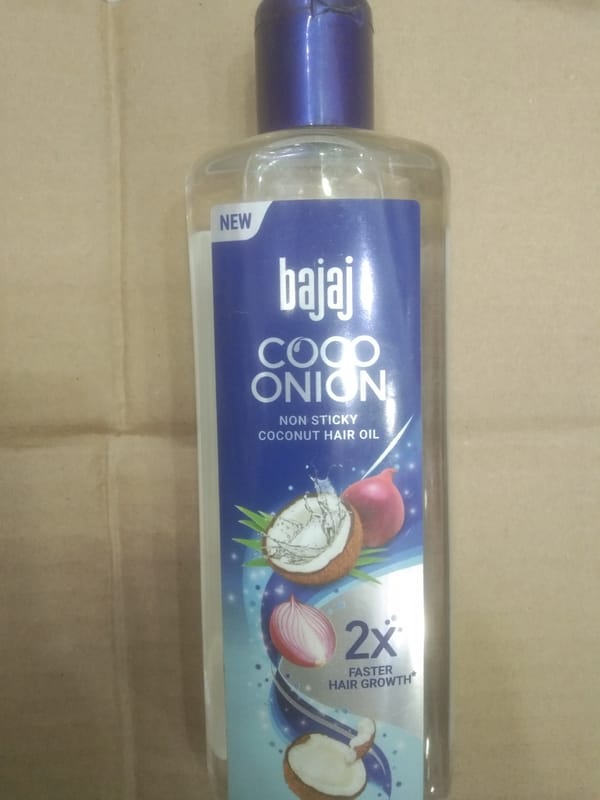 NEW
bajaj
COCO
ONION
NON STICKY
COCONUT HAIR OIL
2x
FASTER
HAIR GROWTH*